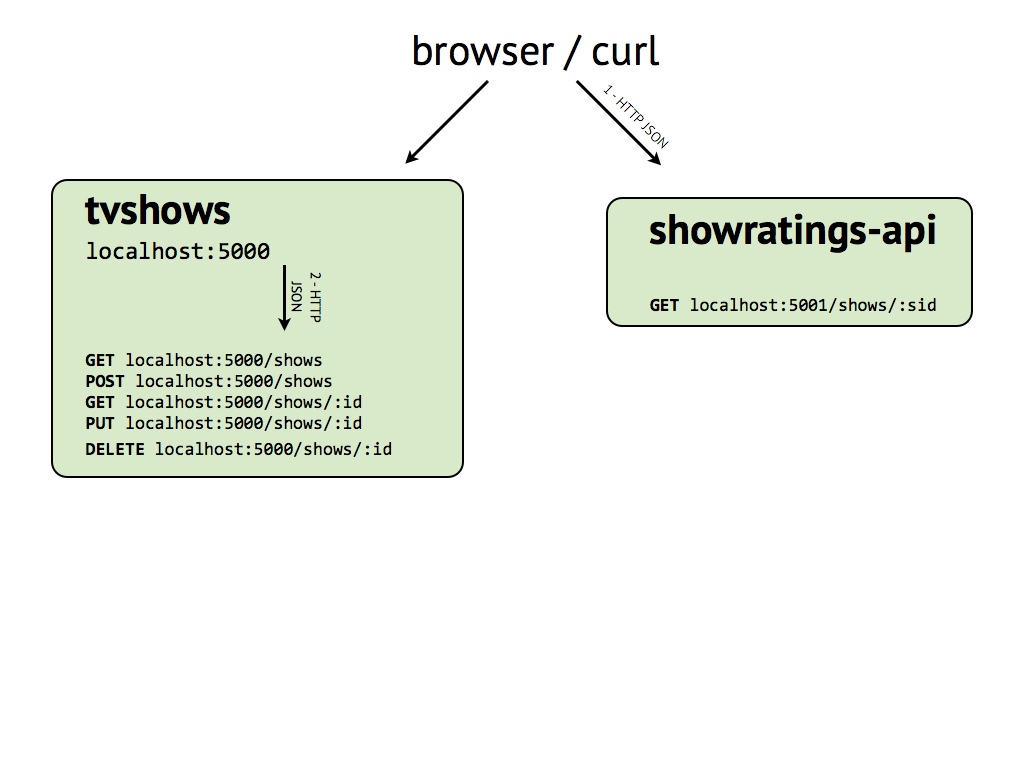 browser / curl
1 - HTTP JSON
tvshows
localhost:5000
2 - HTTP
JSON
GET localhost:5000/shows
POST localhost:5000/shows
GET localhost:5000/shows/:id
PUT localhost:5000/shows/:id
DELETE localhost:5000/shows/:id
showratings-api
GET localhost:5001/shows/:sid